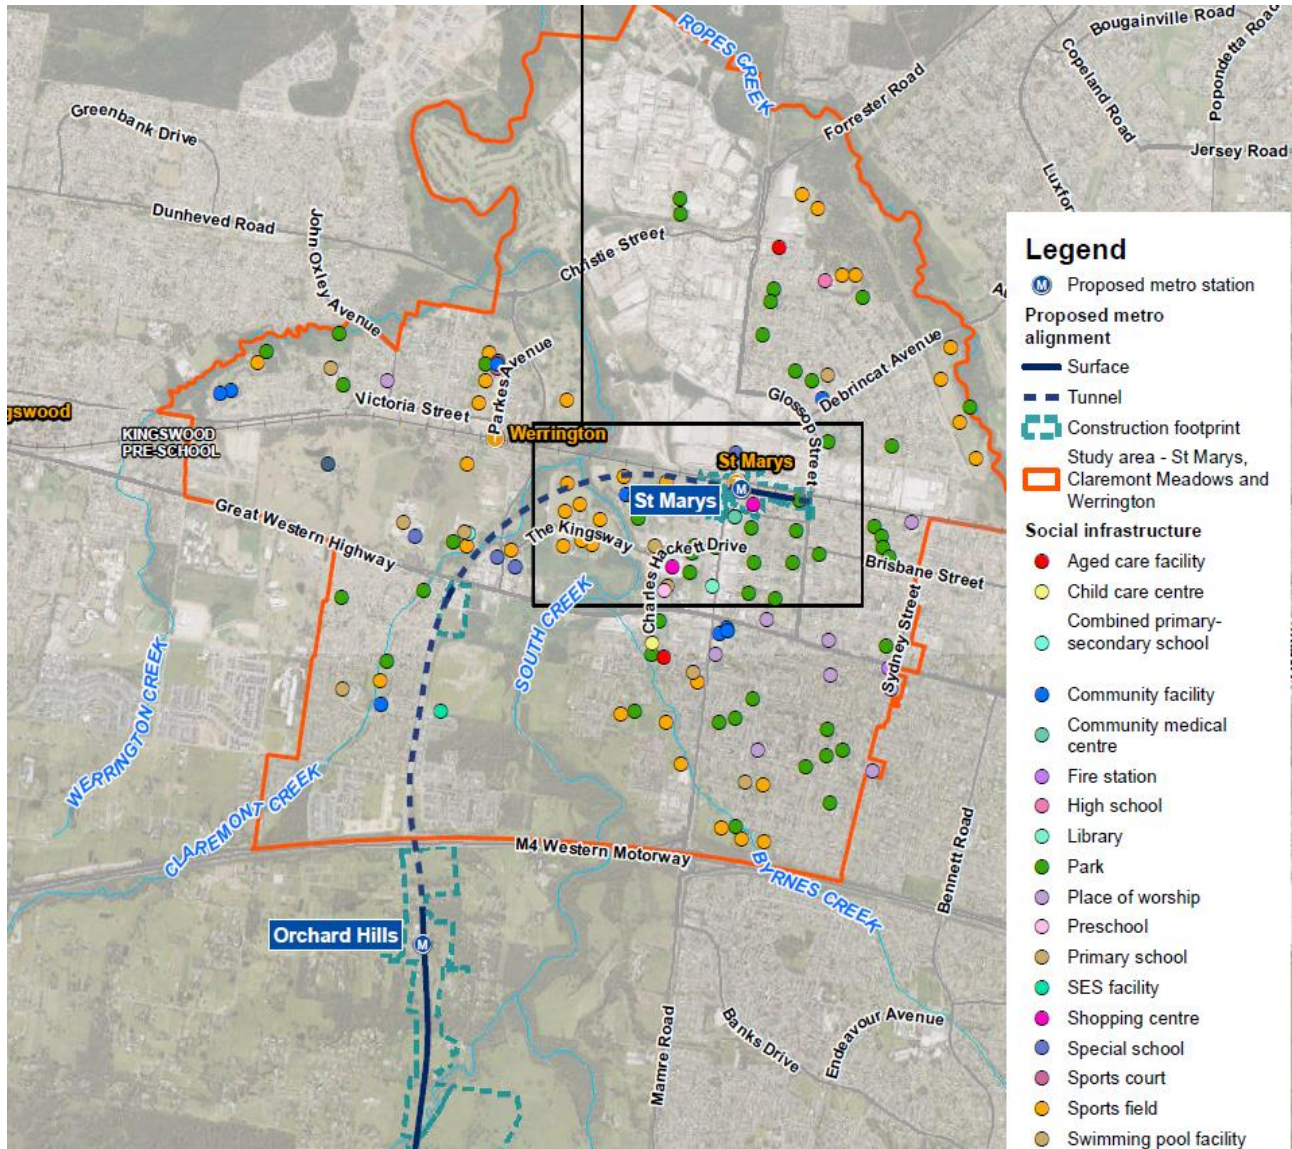 ROPES CREEK
Bougainville Road
Copeland Road
Popondetta Road
Jersey Road
Forrester Road
Greenbank Drive
Dunheved Road
John Oxley Avenue
Christie Street
Legend
Proposed metro station
Proposed metro
alignment
Surface
Tunnel
Construction footprint
Study area - St Marys,
Claremont Meadows and
Werrington
Social infrastructure
Aged care facility
Child care centre
Combined primary-
secondary school
Community facility
Community medical
centre
Fire station
High school
Library
Park
Place of worship
Preschool
Primary school
SES facility
Shopping centre
Special school
Sports court
Sports field
Swimming pool facility
Parkes Avenue
Victoria Street
Debrincat Avenue
Glossop Street
gswood
KINGSWOOD
PRE-SCHOOL
Werrington
St Marys
St Marys
M
Great Western Highway
The Kingsway
Charles Hackett Drive
Brisbane Street
Sydney Street
SOUTH CREEK
WERRINGTON CREEK
CLAREMONT CREEK
M4 Western Motorway
BYRNES CREEK
Bennett Road
Orchard Hills
M
Mamre Road
Banks Drive
Endeavour Avenue